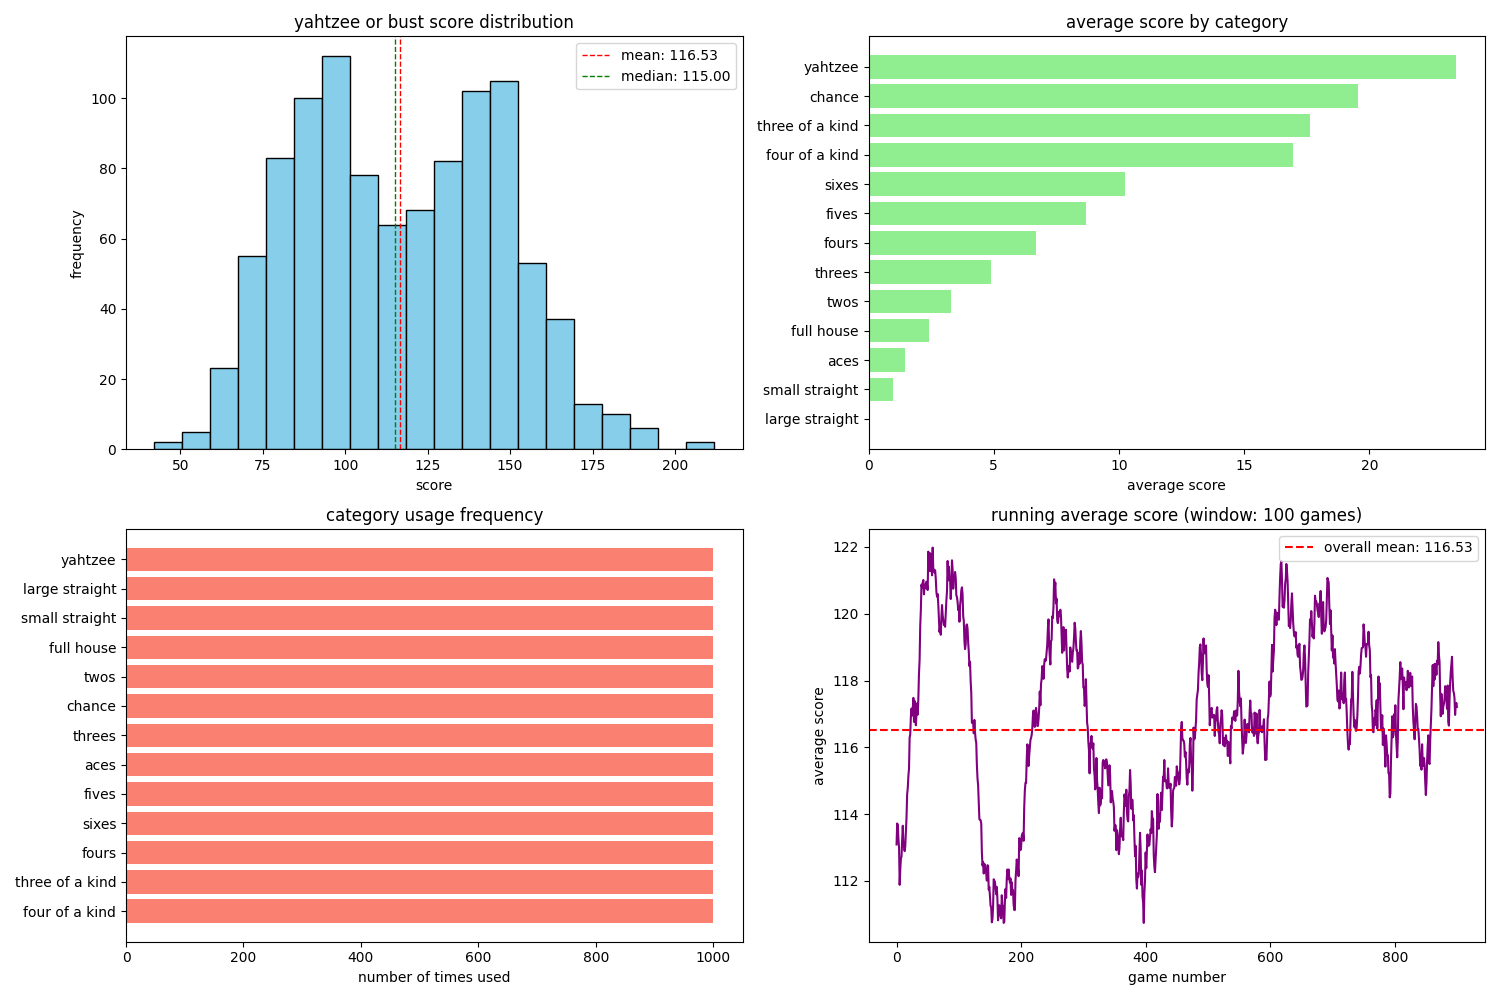 yahtzee or bust score distribution
mean: 116.53
median: 115.00
frequency
100
80
60
40
20
0
50
75
100
125
150
175
200
score
average score by category
yahtzee
chance
three of a kind
four of a kind
sixes
fives
fours
threes
twos
full house
aces
small straight
large straight
0
5
10
15
20
average score
category usage frequency
yahtzee
large straight
small straight
full house
twos
chance
threes
aces
fives
sixes
fours
three of a kind
four of a kind
0
200
400
600
800
1000
number of times used
running average score (window: 100 games)
overall mean: 116.53
average score
122
120
118
116
114
112
0
200
400
600
800
game number